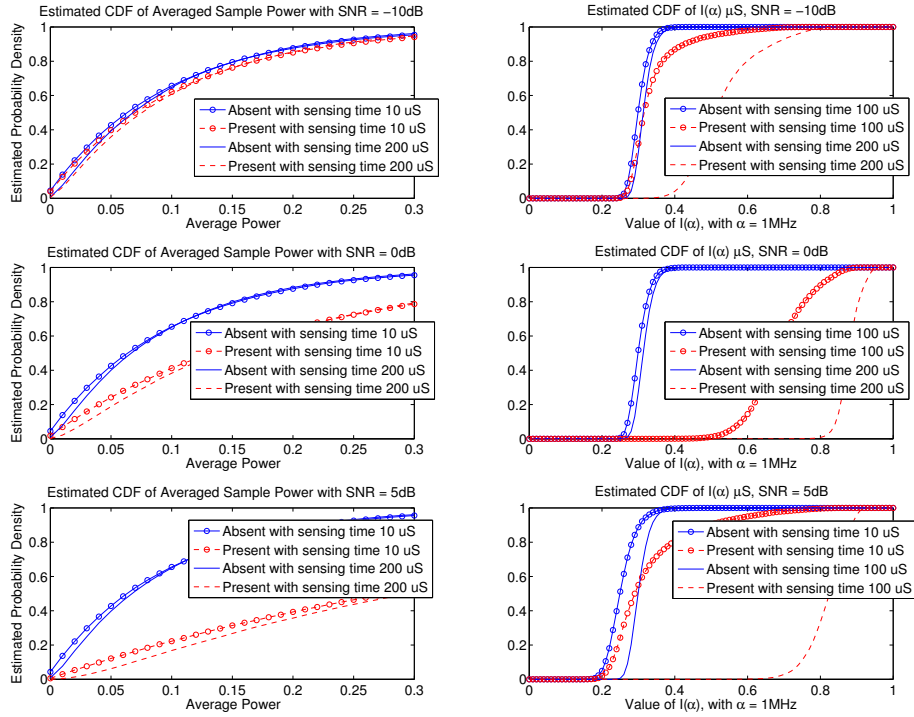 Estimated CDF of Averaged Sample Power with SNR = −10dB
Estimated Probability Density
1
0.8
0.6
0.4
0.2
0
0 0.05 0.1 0.15 0.2 0.25 0.3
Average Power
Absent with sensing time 10 uS
Present with sensing time 10 uS
Absent with sensing time 200 uS
Present with sensing time 200 uS
Estimated CDF of I(α) μS, SNR = −10dB
1
0.8
0.6
0.4
0.2
0
0 0.2 0.4 0.6 0.8 1
Value of I(α), with α = 1MHz
Absent with sensing time 100 uS
Present with sensing time 100 uS
Absent with sensing time 200 uS
Present with sensing time 200 uS
Estimated CDF of Averaged Sample Power with SNR = 0dB
Estimated Probability Density
1
0.8
0.6
0.4
0.2
0
0 0.05 0.1 0.15 0.2 0.25 0.3
Average Power
Absent with sensing time 10 uS
Present with sensing time 10 uS
Absent with sensing time 200 uS
Present with sensing time 200 uS
Estimated CDF of I(α) μS, SNR = 0dB
1
0.8
0.6
0.4
0.2
0
0 0.2 0.4 0.6 0.8 1
Value of I(α), with α = 1MHz
Absent with sensing time 100 uS
Present with sensing time 100 uS
Absent with sensing time 200 uS
Present with sensing time 200 uS
Estimated CDF of Averaged Sample Power with SNR = 5dB
Estimated Probability Density
1
0.8
0.6
0.4
0.2
0
0 0.05 0.1 0.15 0.2 0.25 0.3
Average Power
Absent with sensing time 10 uS
Present with sensing time 10 uS
Absent with sensing time 200 uS
Present with sensing time 200 uS
Estimated CDF of I(α) μS, SNR = 5dB
1
0.8
0.6
0.4
0.2
0
0 0.2 0.4 0.6 0.8 1
Value of I(α), with α = 1MHz
Absent with sensing time 10 uS
Present with sensing time 10 uS
Absent with sensing time 100 uS
Present with sensing time 100 uS